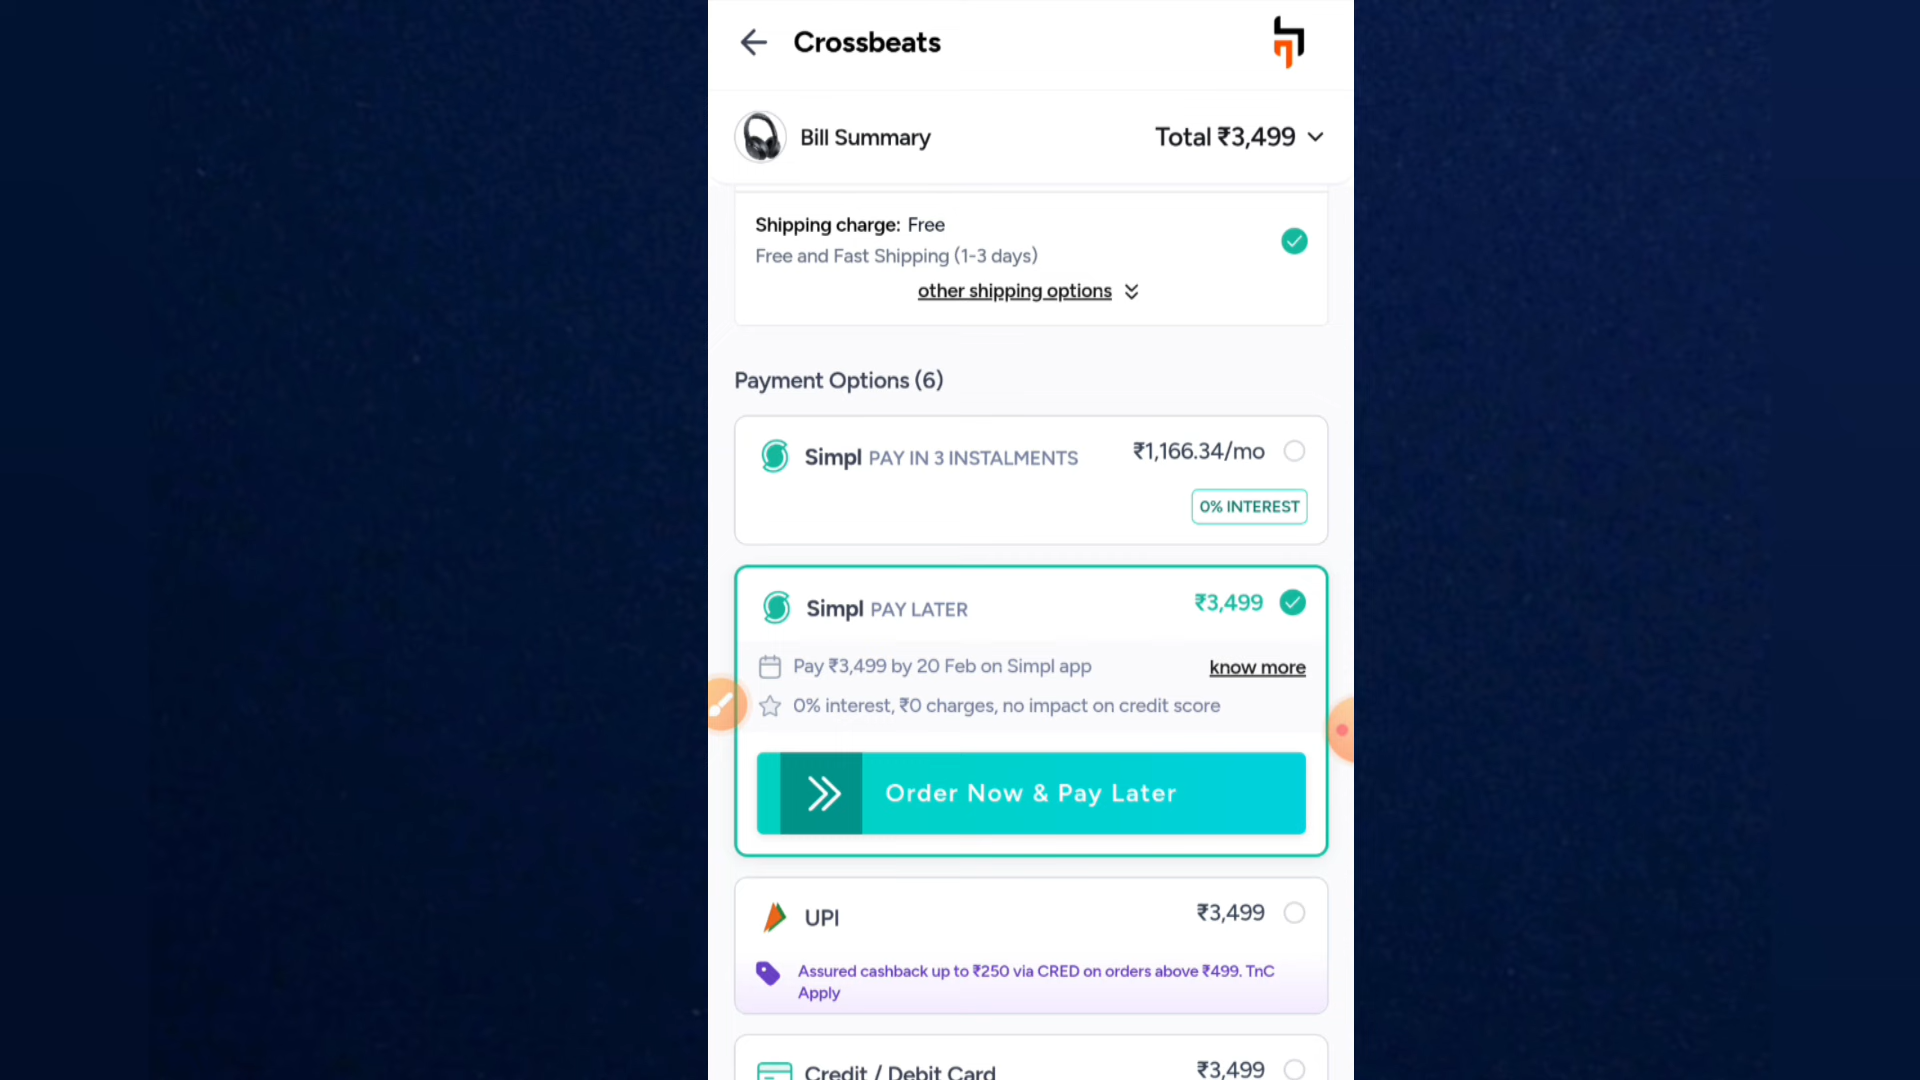 Crossbeats
Bill Summary
Total ₹3,499
Shipping charge: Free
Free and Fast Shipping (1-3 days)
other shipping options
Payment Options (6)
Simpl PAY IN 3 INSTALMENTS
₹1,166.34/mo
0% INTEREST
Simpl PAY LATER
₹3,499
Pay ₹3,499 by 20 Feb on Simpl app
know more
0% interest, ₹0 charges, no impact on credit score
Order Now & Pay Later
UPI
₹3,499
Assured cashback up to ₹250 via CRED on orders above ₹499. TnC
Apply
Credit / Debit Card
₹3,499